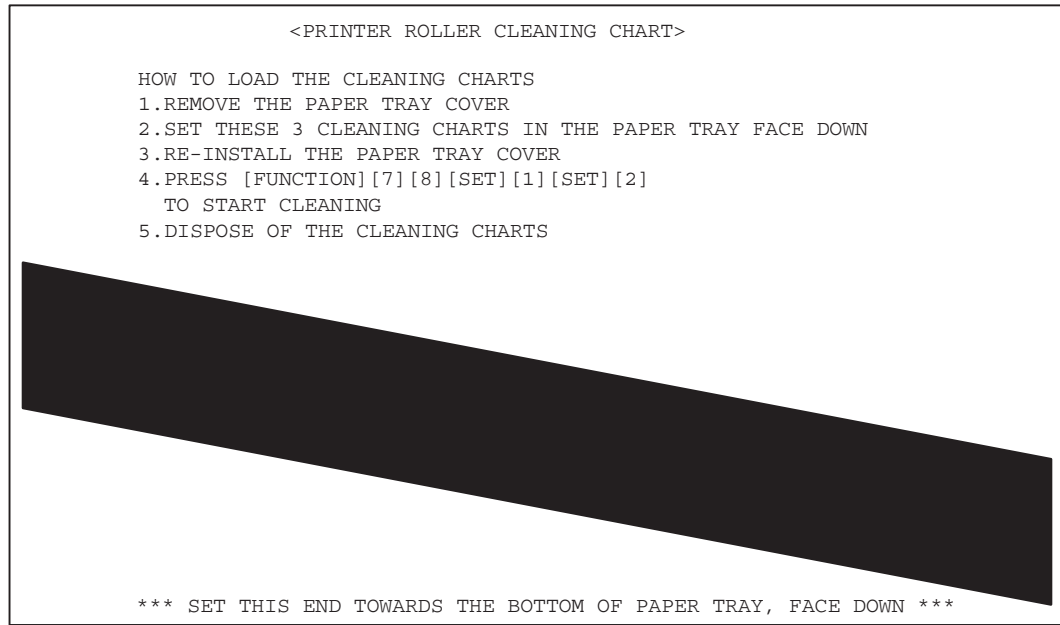 <PRINTER ROLLER CLEANING CHART>
HOW TO LOAD THE CLEANING CHARTS
1.REMOVE THE PAPER TRAY COVER
2.SET THESE 3 CLEANING CHARTS IN THE PAPER TRAY FACE DOWN
3.RE-INSTALL THE PAPER TRAY COVER
4.PRESS [FUNCTION][7][8][SET][1][SET][2]
TO START CLEANING
5.DISPOSE OF THE CLEANING CHARTS
*** SET THIS END TOWARDS THE BOTTOM OF PAPER TRAY, FACE DOWN ***